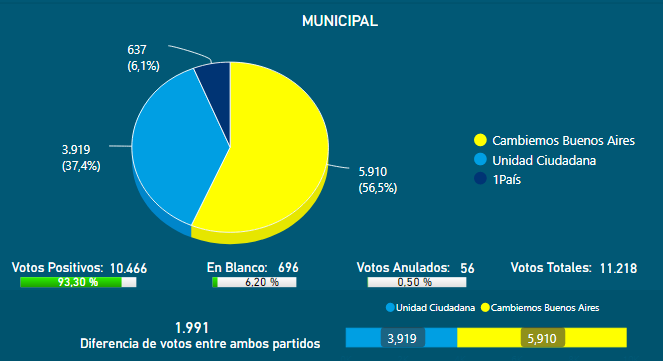 MUNICIPAL
637
(6,1%)
3.919
(37,4%)
5.910
(56,5%)
Cambiemos Buenos Aires
Unidad Ciudadana
1País
Votos Positivos: 10.466
93,30 %
En Blanco: 696
6,20 %
Votos Anulados: 56
0,50 %
Votos Totales: 11.218
Unidad Ciudadana Cambiemos Buenos Aires
1.991
Diferencia de votos entre ambos partidos
3,919 5,910